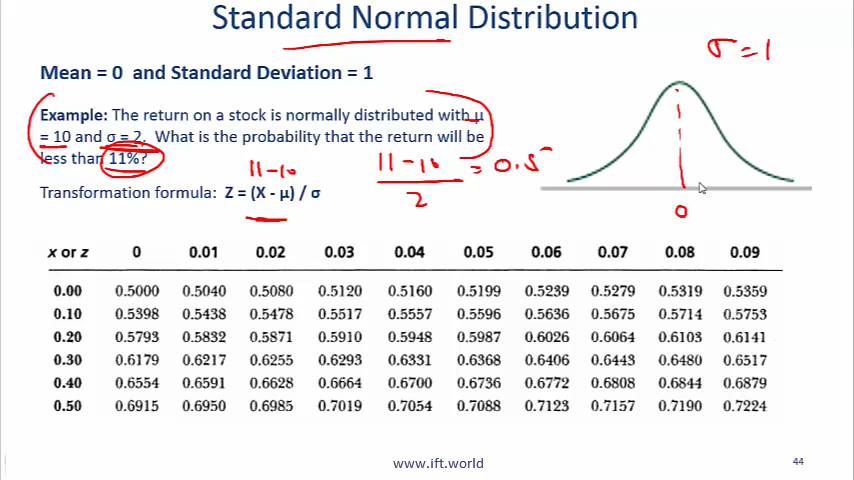 Standard Normal Distribution
σ = 1
Mean = 0 and Standard Deviation = 1
Example: The return on a stock is normally distributed with μ
= 10 and σ = 2. What is the probability that the return will be
less than 11%?
11-10
11-10 = 0.5
2
Transformation formula: Z = (X - μ) / σ
0
x or z 0 0.01 0.02 0.03 0.04 0.05 0.06 0.07 0.08 0.09
0.00 0.5000 0.5040 0.5080 0.5120 0.5160 0.5199 0.5239 0.5279 0.5319 0.5359
0.10 0.5398 0.5438 0.5478 0.5517 0.5557 0.5596 0.5636 0.5675 0.5714 0.5753
0.20 0.5793 0.5832 0.5871 0.5910 0.5948 0.5987 0.6026 0.6064 0.6103 0.6141
0.30 0.6179 0.6217 0.6255 0.6293 0.6331 0.6368 0.6406 0.6443 0.6480 0.6517
0.40 0.6554 0.6591 0.6628 0.6664 0.6700 0.6736 0.6772 0.6808 0.6844 0.6879
0.50 0.6915 0.6950 0.6985 0.7019 0.7054 0.7088 0.7123 0.7157 0.7190 0.7224
www.ift.world
44